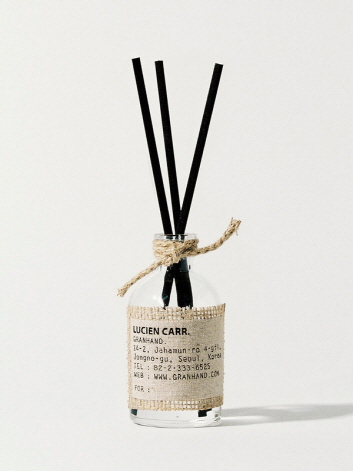 LUCIEN CARR.
GRANHAND.
14-2, Jahamun-ro 4-gil,
Jongno-gu, Seoul, Korea
TEL : 82-2-333-6525
WEB : WWW.GRANHAND.COM
FOR :